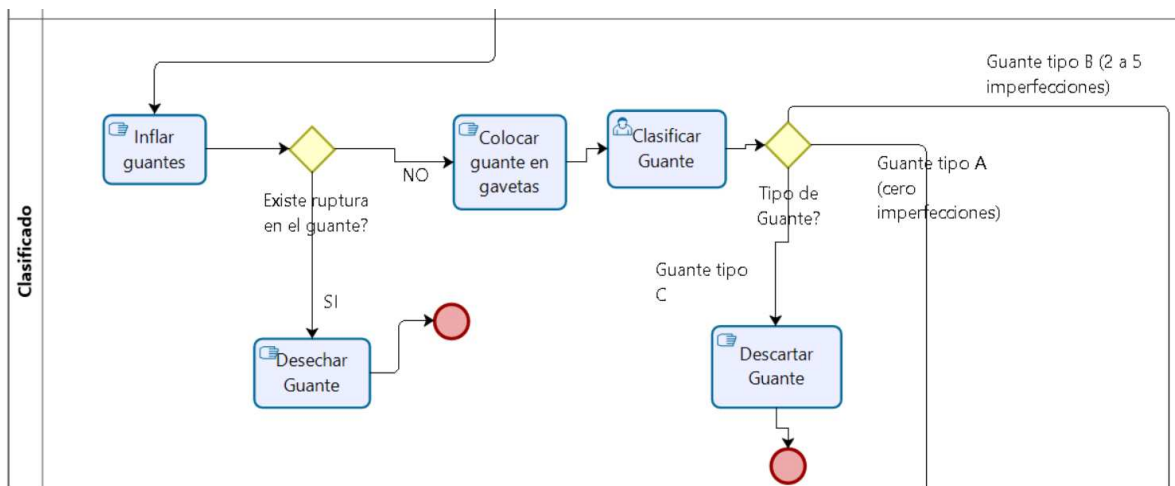 Clasificado
Inflar
guantes
Existe ruptura
en el guante?
NO
SI
Desechar
Guante
Colocar
guante en
gavetas
Clasificar
Guante
Tipo de
Guante?
Guante tipo B (2 a 5
imperfecciones)
Guante tipo A
(cero
imperfecciones)
Guante tipo
C
Descartar
Guante